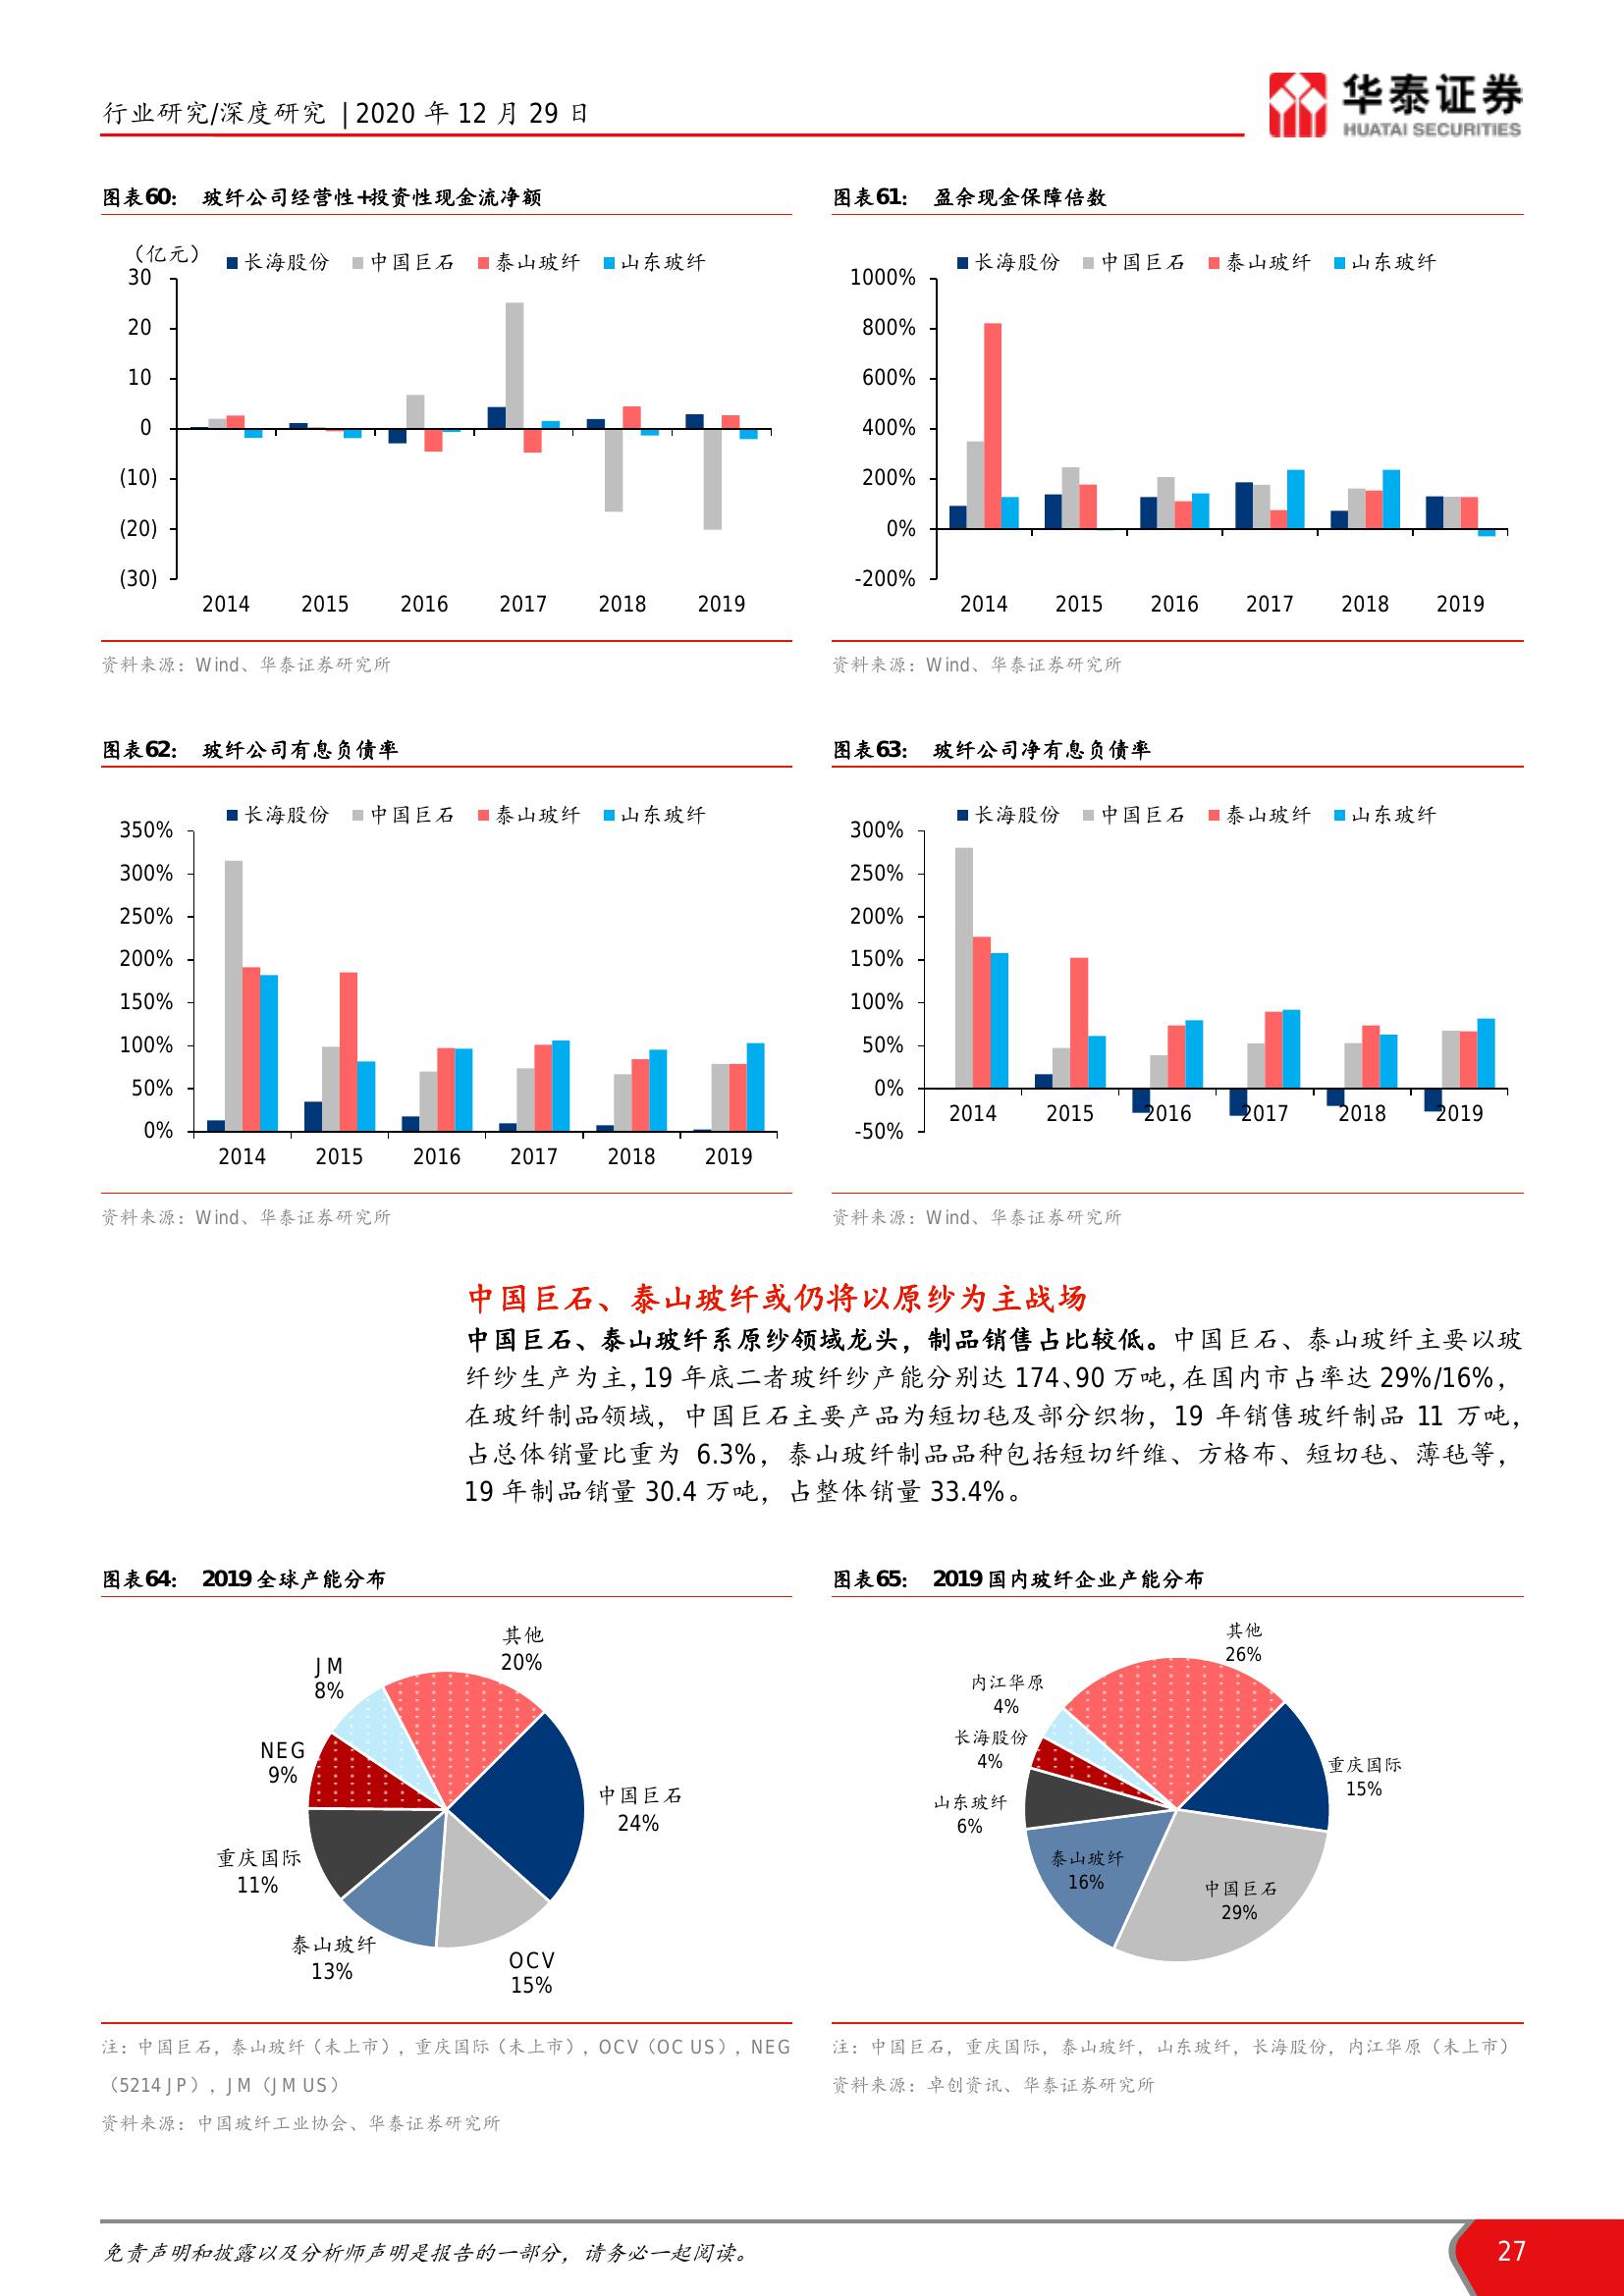 行业研究/深度研究 | 2020 年 12 月 29 日
华泰证券
HUATAI SECURITIES
图表60： 玻纤公司经营性+投资性现金流净额
（亿元）
长海股份 中国巨石 泰山玻纤 山东玻纤
30
20
10
0
(10)
(20)
(30)
2014 2015 2016 2017 2018 2019
资料来源：Wind、华泰证券研究所
图表61： 盈余现金保障倍数
长海股份 中国巨石 泰山玻纤 山东玻纤
1000%
800%
600%
400%
200%
0%
-200%
2014 2015 2016 2017 2018 2019
资料来源：Wind、华泰证券研究所
图表62： 玻纤公司有息负债率
长海股份 中国巨石 泰山玻纤 山东玻纤
350%
300%
250%
200%
150%
100%
50%
0%
2014 2015 2016 2017 2018 2019
资料来源：Wind、华泰证券研究所
图表63： 玻纤公司净有息负债率
长海股份 中国巨石 泰山玻纤 山东玻纤
300%
250%
200%
150%
100%
50%
0%
-50%
2014 2015 2016 2017 2018 2019
资料来源：Wind、华泰证券研究所
中国巨石、泰山玻纤或仍将以原纱为主战场
中国巨石、泰山玻纤系原纱领域龙头，制品销售占比较低。中国巨石、泰山玻纤主要以玻
纤纱生产为主，19 年底二者玻纤纱产能分别达 174、90 万吨，在国内市占率达 29%/16%，
在玻纤制品领域，中国巨石主要产品为短切毡及部分织物，19 年销售玻纤制品 11 万吨，
占总体销量比重为 6.3%，泰山玻纤制品品种包括短切纤维、方格布、短切毡、薄毡等，
19 年制品销量 30.4 万吨，占整体销量 33.4%。
图表64： 2019 全球产能分布
其他
20%
JM
8%
NEG
9%
中国巨石
24%
重庆国际
11%
泰山玻纤
13%
OCV
15%
注：中国巨石，泰山玻纤（未上市），重庆国际（未上市），OCV（OC US），NEG
（5214 JP），JM（JM US）
资料来源：中国玻纤工业协会、华泰证券研究所
图表65： 2019 国内玻纤企业产能分布
其他
26%
内江华原
4%
长海股份
4%
重庆国际
15%
山东玻纤
6%
泰山玻纤
16%
中国巨石
29%
注：中国巨石，重庆国际，泰山玻纤，山东玻纤，长海股份，内江华原（未上市）
资料来源：卓创资讯、华泰证券研究所
免责声明和披露以及分析师声明是报告的一部分，请务必一起阅读。
27